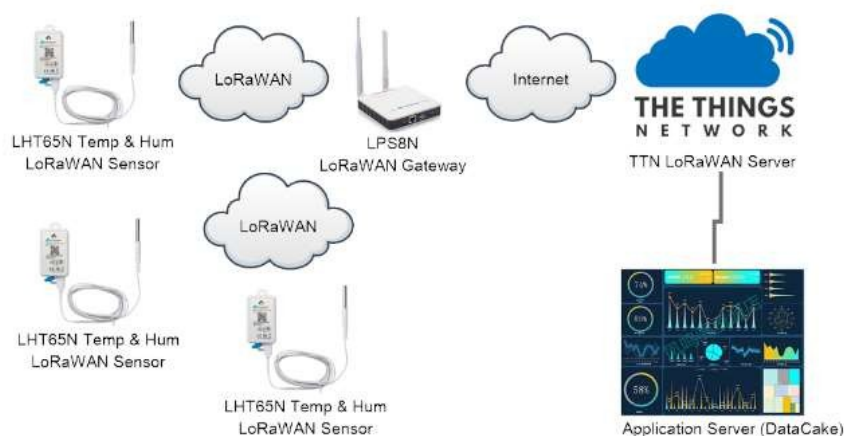 LoRaWAN
Internet
THE THINGS
NETWORK
LHT65N Temp & Hum
LoRaWAN Sensor
LPS8N
LoRaWAN Gateway
TTN LoRaWAN Server
LoRaWAN
LHT65N Temp & Hum
LoRaWAN Sensor
LHT65N Temp & Hum
LoRaWAN Sensor
58%
Application Server (DataCake)